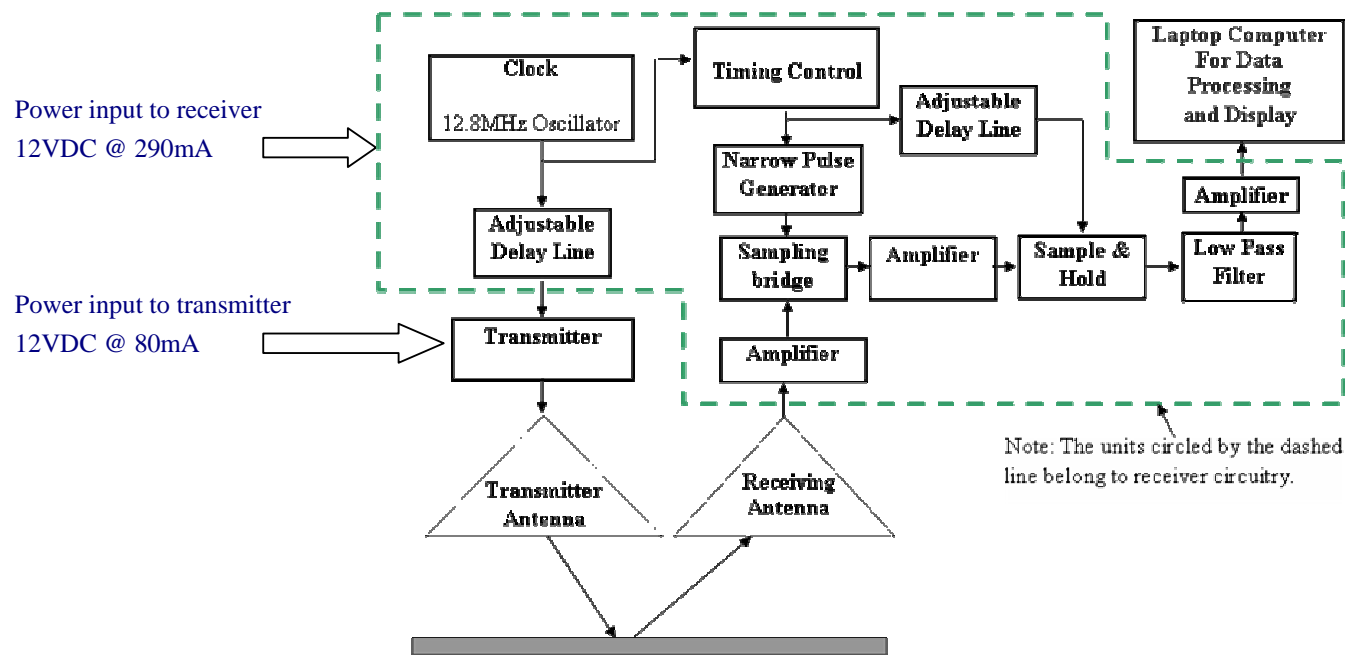 Power input to receiver
12VDC @ 290mA
Clock
12.8MHz Oscillator
Timing Control
Adjustable
Delay Line
Laptop Computer
For Data
Processing
and Display
Narrow Pulse
Generator
Amplifier
Adjustable
Delay Line
Sampling
bridge
Amplifier
Sample &
Hold
Low Pass
Filter
Power input to transmitter
12VDC @ 80mA
Transmitter
Amplifier
Note: The units circled by the dashed
line belong to receiver circuitry.
Transmitter
Antenna
Receiving
Antenna